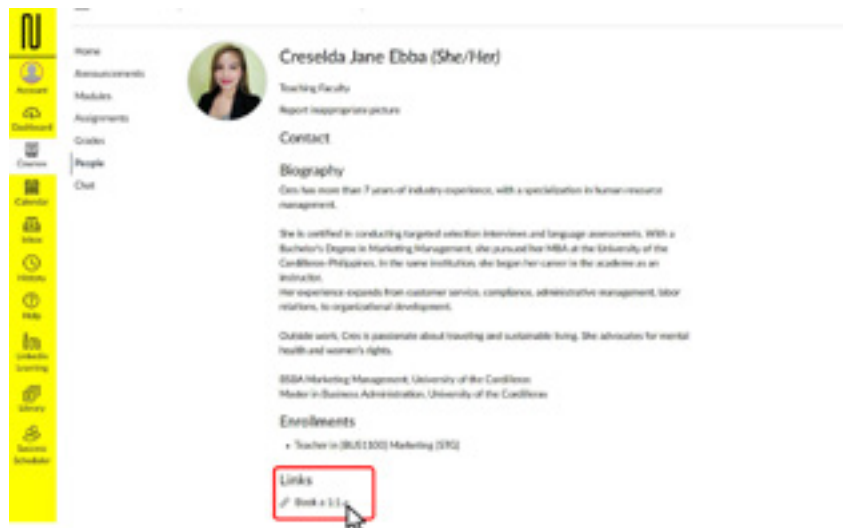 Account
Dashboard
Courses
Calendar
Inbox
History
Help
LinkedIn
Learning
Library
Success
Scheduler
Home
Announcements
Modules
Assignments
Grades
People
Chat
Creselda Jane Ebba (She/Her)
Teaching Faculty
Report inappropriate picture
Contact
Biography
Cres has more than 7 years of industry experience, with a specialization in human resource
management.
She is certified in conducting targeted selection interviews and language assessments. With a
Bachelor's Degree in Marketing Management, she pursued her MBA at the University of the
Cordilleras-Philippines. In the same institution, she began her career in the academe as an
instructor.
Her experience expands from customer service, compliance, administrative management, labor
relations, to organizational development.
Outside work, Cres is passionate about traveling and sustainable living. She advocates for mental
health and women's rights.
BSBA Marketing Management, University of the Cordilleras
Master in Business Administration, University of the Cordilleras
Enrollments
Teacher in [BUS1100] Marketing (STG)
Links
Book a 1:1